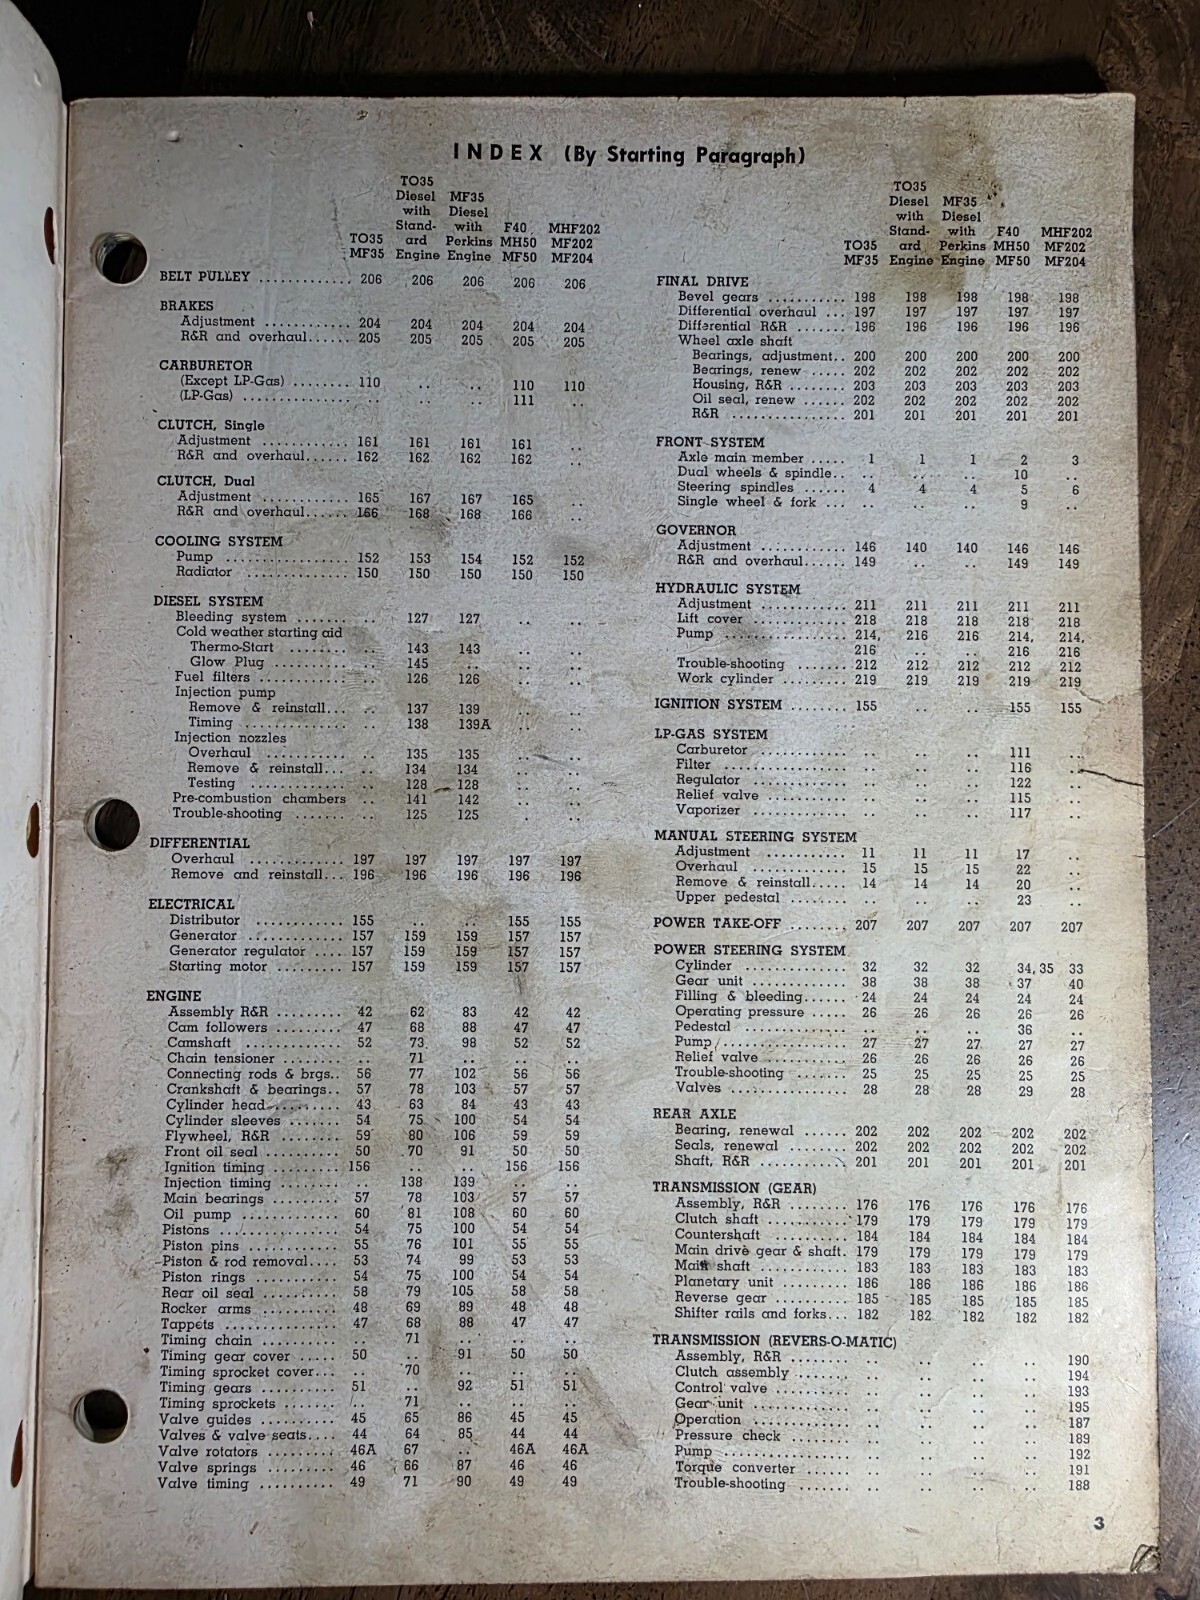 INDEX (By Starting Paragraph)
TO35 MF35 | TO35 Diesel with Stand-ard Engine | MF35 Diesel with Perkins Engine | F40 MH50 MF50 | MHF202 MF202 MF204
BELT PULLEY ............. 206 206 206 206 206
BRAKES
Adjustment ............ 204 204 204 204 204
R&R and overhaul...... 205 205 205 205 205
CARBURETOR
(Except LP-Gas) ........ 110 .. .. 110 110
(LP-Gas) ............... .. .. .. 111 ..
CLUTCH, Single
Adjustment ............ 161 161 161 161 ..
R&R and overhaul...... 162 162 162 162 ..
CLUTCH, Dual
Adjustment ............ 165 167 167 165 ..
R&R and overhaul...... 166 168 168 166 ..
COOLING SYSTEM
Pump ................. 152 153 154 152 152
Radiator .............. 150 150 150 150 150
DIESEL SYSTEM
Bleeding system ........ .. 127 127 .. ..
Cold weather starting aid
Thermo-Start ........ .. 143 143 .. ..
Glow Plug .......... .. 145 .. .. ..
Fuel filters ............ .. 126 126 .. ..
Injection pump
Remove & reinstall... .. 137 139 .. ..
Timing .............. .. 138 139A .. ..
Injection nozzles
Overhaul ........... .. 135 135 .. ..
Remove & reinstall... .. 134 134 .. ..
Testing ............. .. 128 128 .. ..
Pre-combustion chambers .. 141 142 .. ..
Trouble-shooting ....... .. 125 125 . ..
DIFFERENTIAL
Overhaul ............. 197 197 197 197 197
Remove and reinstall... 196 196 196 196 196
ELECTRICAL
Distributor ............ 155 .. .. 155 155
Generator ............. 157 159 159 157 157
Generator regulator .... 157 159 159 157 157
Starting motor ......... 157 159 159 157 157
ENGINE
Assembly R&R ......... 42 62 83 42 42
Cam followers ......... 47 68 88 47 47
Camshaft ............. 52 73 98 52 52
Chain tensioner ........ .. 71 .. .. ..
Connecting rods & brgs.. 56 77 102 56 56
Crankshaft & bearings.. 57 78 103 57 57
Cylinder head.......... 43 63 84 43 43
Cylinder sleeves ....... 54 75 100 54 54
Flywheel, R&R ........ 59 80 106 59 59
Front oil seal .......... 50 70 91 50 50
Ignition timing ......... 156 .. .. 156 156
Injection timing ........ .. 138 139 .. ..
Main bearings ......... 57 78 103 57 57
Oil pump ............. 60 81 108 60 60
Pistons ................ 54 75 100 54 54
Piston pins ............ 55 76 101 55 55
Piston & rod removal.... 53 74 99 53 53
Piston rings ........... 54 75 100 54 54
Rear oil seal .......... 58 79 105 58 58
Rocker arms ........... 48 69 89 48 48
Tappets ............... 47 68 88 47 47
Timing chain .......... .. 71 .. .. ..
Timing gear cover ..... 50 .. 91 50 50
Timing sprocket cover... .. 70 .. .. ..
Timing gears .......... 51 .. 92 51 51
Timing sprockets ....... .. 71 .. .. ..
Valve guides .......... 45 65 86 45 45
Valves & valve seats.... 44 64 85 44 44
Valve rotators ......... 46A 67 .. 46A 46A
Valve springs .......... 46 66 87 46 46
Valve timing .......... 49 71 90 49 49
TO35 MF35 | TO35 Diesel with Stand-ard Engine | MF35 Diesel with Perkins Engine | F40 MH50 MF50 | MHF202 MF202 MF204
FINAL DRIVE
Bevel gears ........... 198 198 198 198 198
Differential overhaul ... 197 197 197 197 197
Differential R&R ....... 196 196 196 196 196
Wheel axle shaft
Bearings, adjustment.. 200 200 200 200 200
Bearings, renew ..... 202 202 202 202 202
Housing, R&R ........ 203 203 203 203 203
Oil seal, renew ...... 202 202 202 202 202
R&R ................ 201 201 201 201 201
FRONT SYSTEM
Axle main member ..... 1 1 1 2 3
Dual wheels & spindle.. .. .. .. 10 ..
Steering spindles ...... 4 4 4 5 6
Single wheel & fork ... .. .. .. 9 ..
GOVERNOR
Adjustment ............ 146 140 140 146 146
R&R and overhaul...... 149 .. .. 149 149
HYDRAULIC SYSTEM
Adjustment ............ 211 211 211 211 211
Lift cover ............. 218 218 218 218 218
Pump ................. 214, 216 216 214, 214,
216 .. .. 216 216
Trouble-shooting ....... 212 212 212 212 212
Work cylinder ......... 219 219 219 219 219
IGNITION SYSTEM ........ 155 .. .. 155 155
LP-GAS SYSTEM
Carburetor ............ .. .. .. 111 ..
Filter ................. .. .. .. 116 ..
Regulator ............. .. .. .. 122 ..
Relief valve ........... .. .. .. 115 ..
Vaporizer ............. .. .. .. 117 ..
MANUAL STEERING SYSTEM
Adjustment ........... 11 11 11 17 ..
Overhaul ............. 15 15 15 22 ..
Remove & reinstall..... 14 14 14 20 ..
Upper pedestal ........ .. .. .. 23 ..
POWER TAKE-OFF ........ 207 207 207 207 207
POWER STEERING SYSTEM
Cylinder .............. 32 32 32 34, 35 33
Gear unit ............. 38 38 38 37 40
Filling & bleeding...... 24 24 24 24 24
Operating pressure ..... 26 26 26 26 26
Pedestal .............. .. .. .. 36 ..
Pump ................. 27 27 27 27 27
Relief valve ........... 26 26 26 26 26
Trouble-shooting ....... 25 25 25 25 25
Valves ............... 28 28 28 29 28
REAR AXLE
Bearing, renewal ...... 202 202 202 202 202
Seals, renewal ........ 202 202 202 202 202
Shaft, R&R ............ 201 201 201 201 201
TRANSMISSION (GEAR)
Assembly, R&R ........ 176 176 176 176 176
Clutch shaft ........... 179 179 179 179 179
Countershaft ........... 184 184 184 184 184
Main drive gear & shaft. 179 179 179 179 179
Main shaft ............ 183 183 183 183 183
Planetary unit ......... 186 186 186 186 186
Reverse gear .......... 185 185 185 185 185
Shifter rails and forks... 182 182 182 182 182
TRANSMISSION (REVERS-O-MATIC)
Assembly, R&R ........ .. .. .. .. 190
Clutch assembly ....... .. .. .. .. 194
Control valve .......... .. .. .. .. 193
Gear unit ............. .. .. .. .. 195
Operation ............. .. .. .. .. 187
Pressure check ........ .. .. .. .. 189
Pump ................. .. .. .. .. 192
Torque converter ....... .. .. .. .. 191
Trouble-shooting ....... .. .. .. .. 188
3